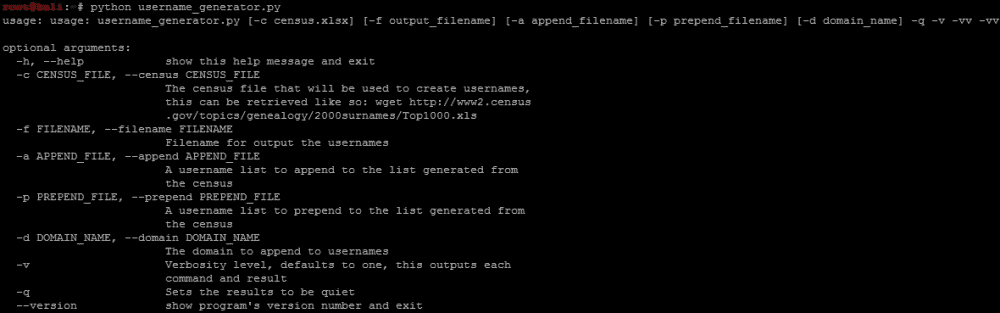 root@kali:~# python username_generator.py
usage: usage: username_generator.py [-c census.xlsx] [-f output_filename] [-a append_filename] [-p prepend_filename] [-d domain_name] -q -v -vv -vv
optional arguments:
-h, --help show this help message and exit
-c CENSUS_FILE, --census CENSUS_FILE
The census file that will be used to create usernames,
this can be retrieved like so: wget http://www2.census
.gov/topics/genealogy/2000surnames/Top1000.xls
-f FILENAME, --filename FILENAME
Filename for output the usernames
-a APPEND_FILE, --append APPEND_FILE
A username list to append to the list generated from
the census
-p PREPEND_FILE, --prepend PREPEND_FILE
A username list to prepend to the list generated from
the census
-d DOMAIN_NAME, --domain DOMAIN_NAME
The domain to append to usernames
-v Verbosity level, defaults to one, this outputs each
command and result
-q Sets the results to be quiet
--version show program's version number and exit